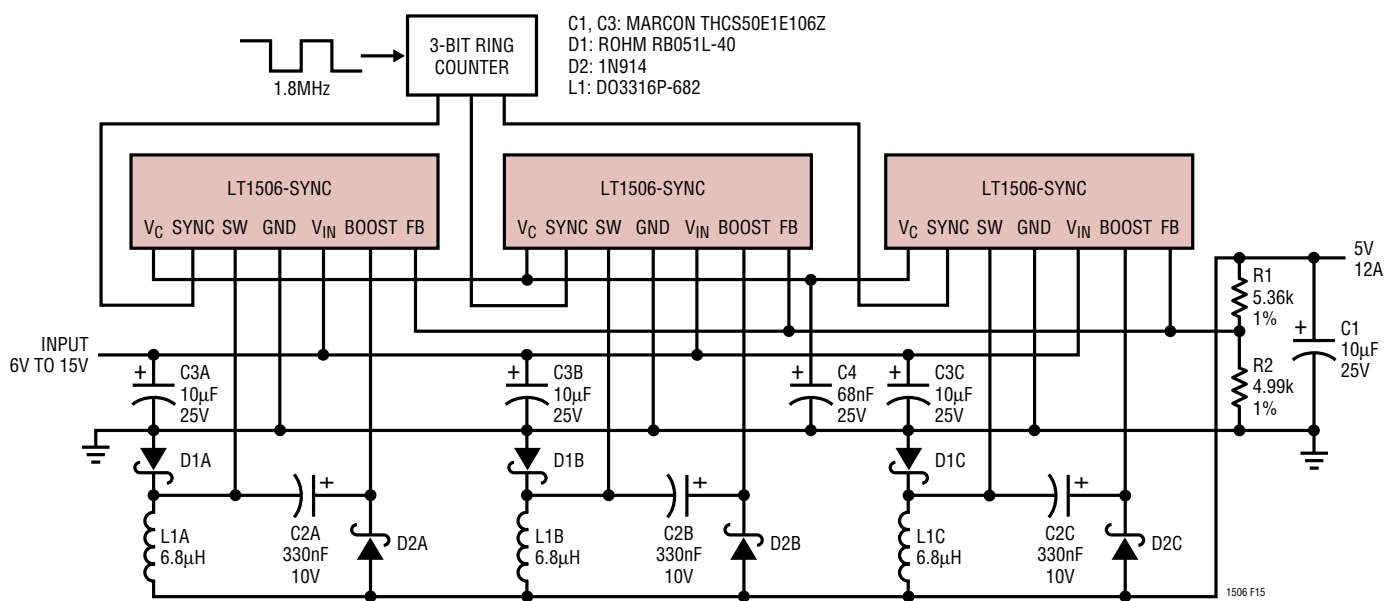 1.8MHz
3-BIT RING
COUNTER
C1, C3: MARCON THCS50E1E106Z
D1: ROHM RB051L-40
D2: 1N914
L1: DO3316P-682
LT1506-SYNC
VC SYNC SW GND VIN BOOST FB
LT1506-SYNC
VC SYNC SW GND VIN BOOST FB
LT1506-SYNC
VC SYNC SW GND VIN BOOST FB
5V
12A
R1
5.36k
1%
+
C1
10µF
25V
R2
4.99k
1%
INPUT
6V TO 15V
+
C3A
10µF
25V
+
C3B
10µF
25V
+
C4
68nF
25V
+
C3C
10µF
25V
D1A
D1B
D1C
L1A
6.8µH
+
C2A
330nF
10V
D2A
L1B
6.8µH
+
C2B
330nF
10V
D2B
L1C
6.8µH
+
C2C
330nF
10V
D2C
1506 F15